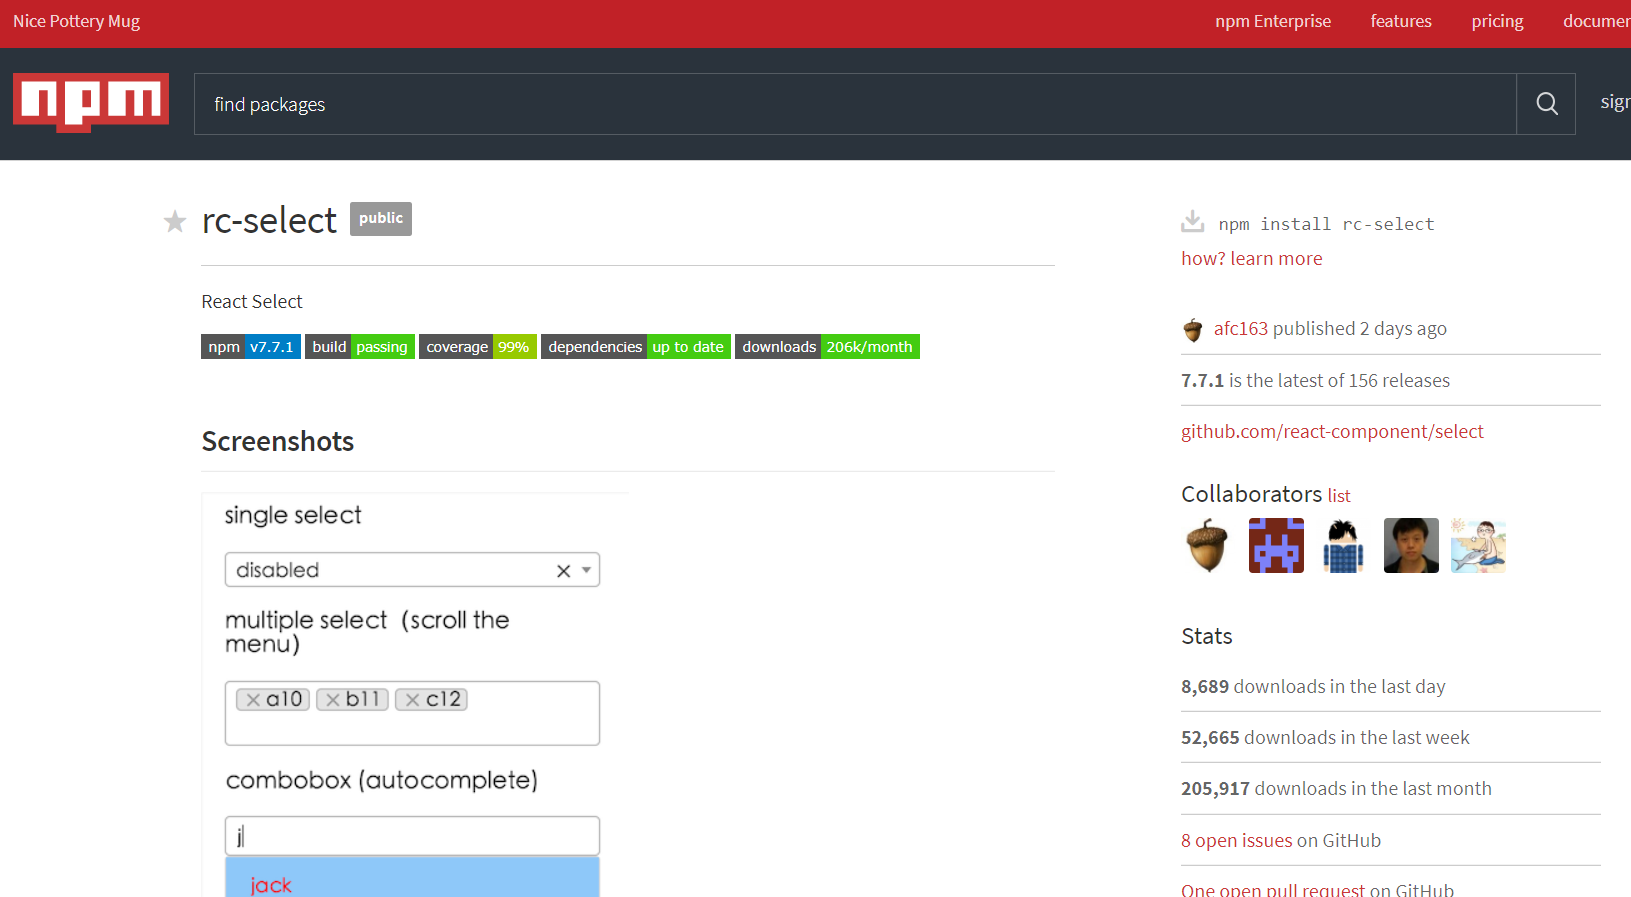 Nice Pottery Mug
npm Enterprise
features
pricing
npm
find packages
rc-select public
React Select
npm v7.7.1 build passing coverage 99% dependencies up to date downloads 206k/month
Screenshots
single select
disabled
multiple select (scroll the
menu)
a10 b11 c12
combobox (autocomplete)
j
jack
npm install rc-select
how? learn more
afc163 published 2 days ago
7.7.1 is the latest of 156 releases
github.com/react-component/select
Collaborators list
Stats
8,689 downloads in the last day
52,665 downloads in the last week
205,917 downloads in the last month
8 open issues on GitHub
One open pull request on GitHub